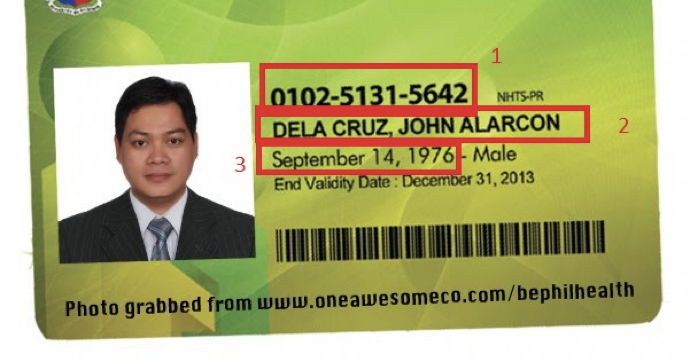 1
0102-5131-5642 NHTS-PR
DELA CRUZ, JOHN ALARCON 2
3 September 14, 1976 - Male
End Validity Date : December 31, 2013
Photo grabbed from www.oneawesomeco.com/bephilhealth